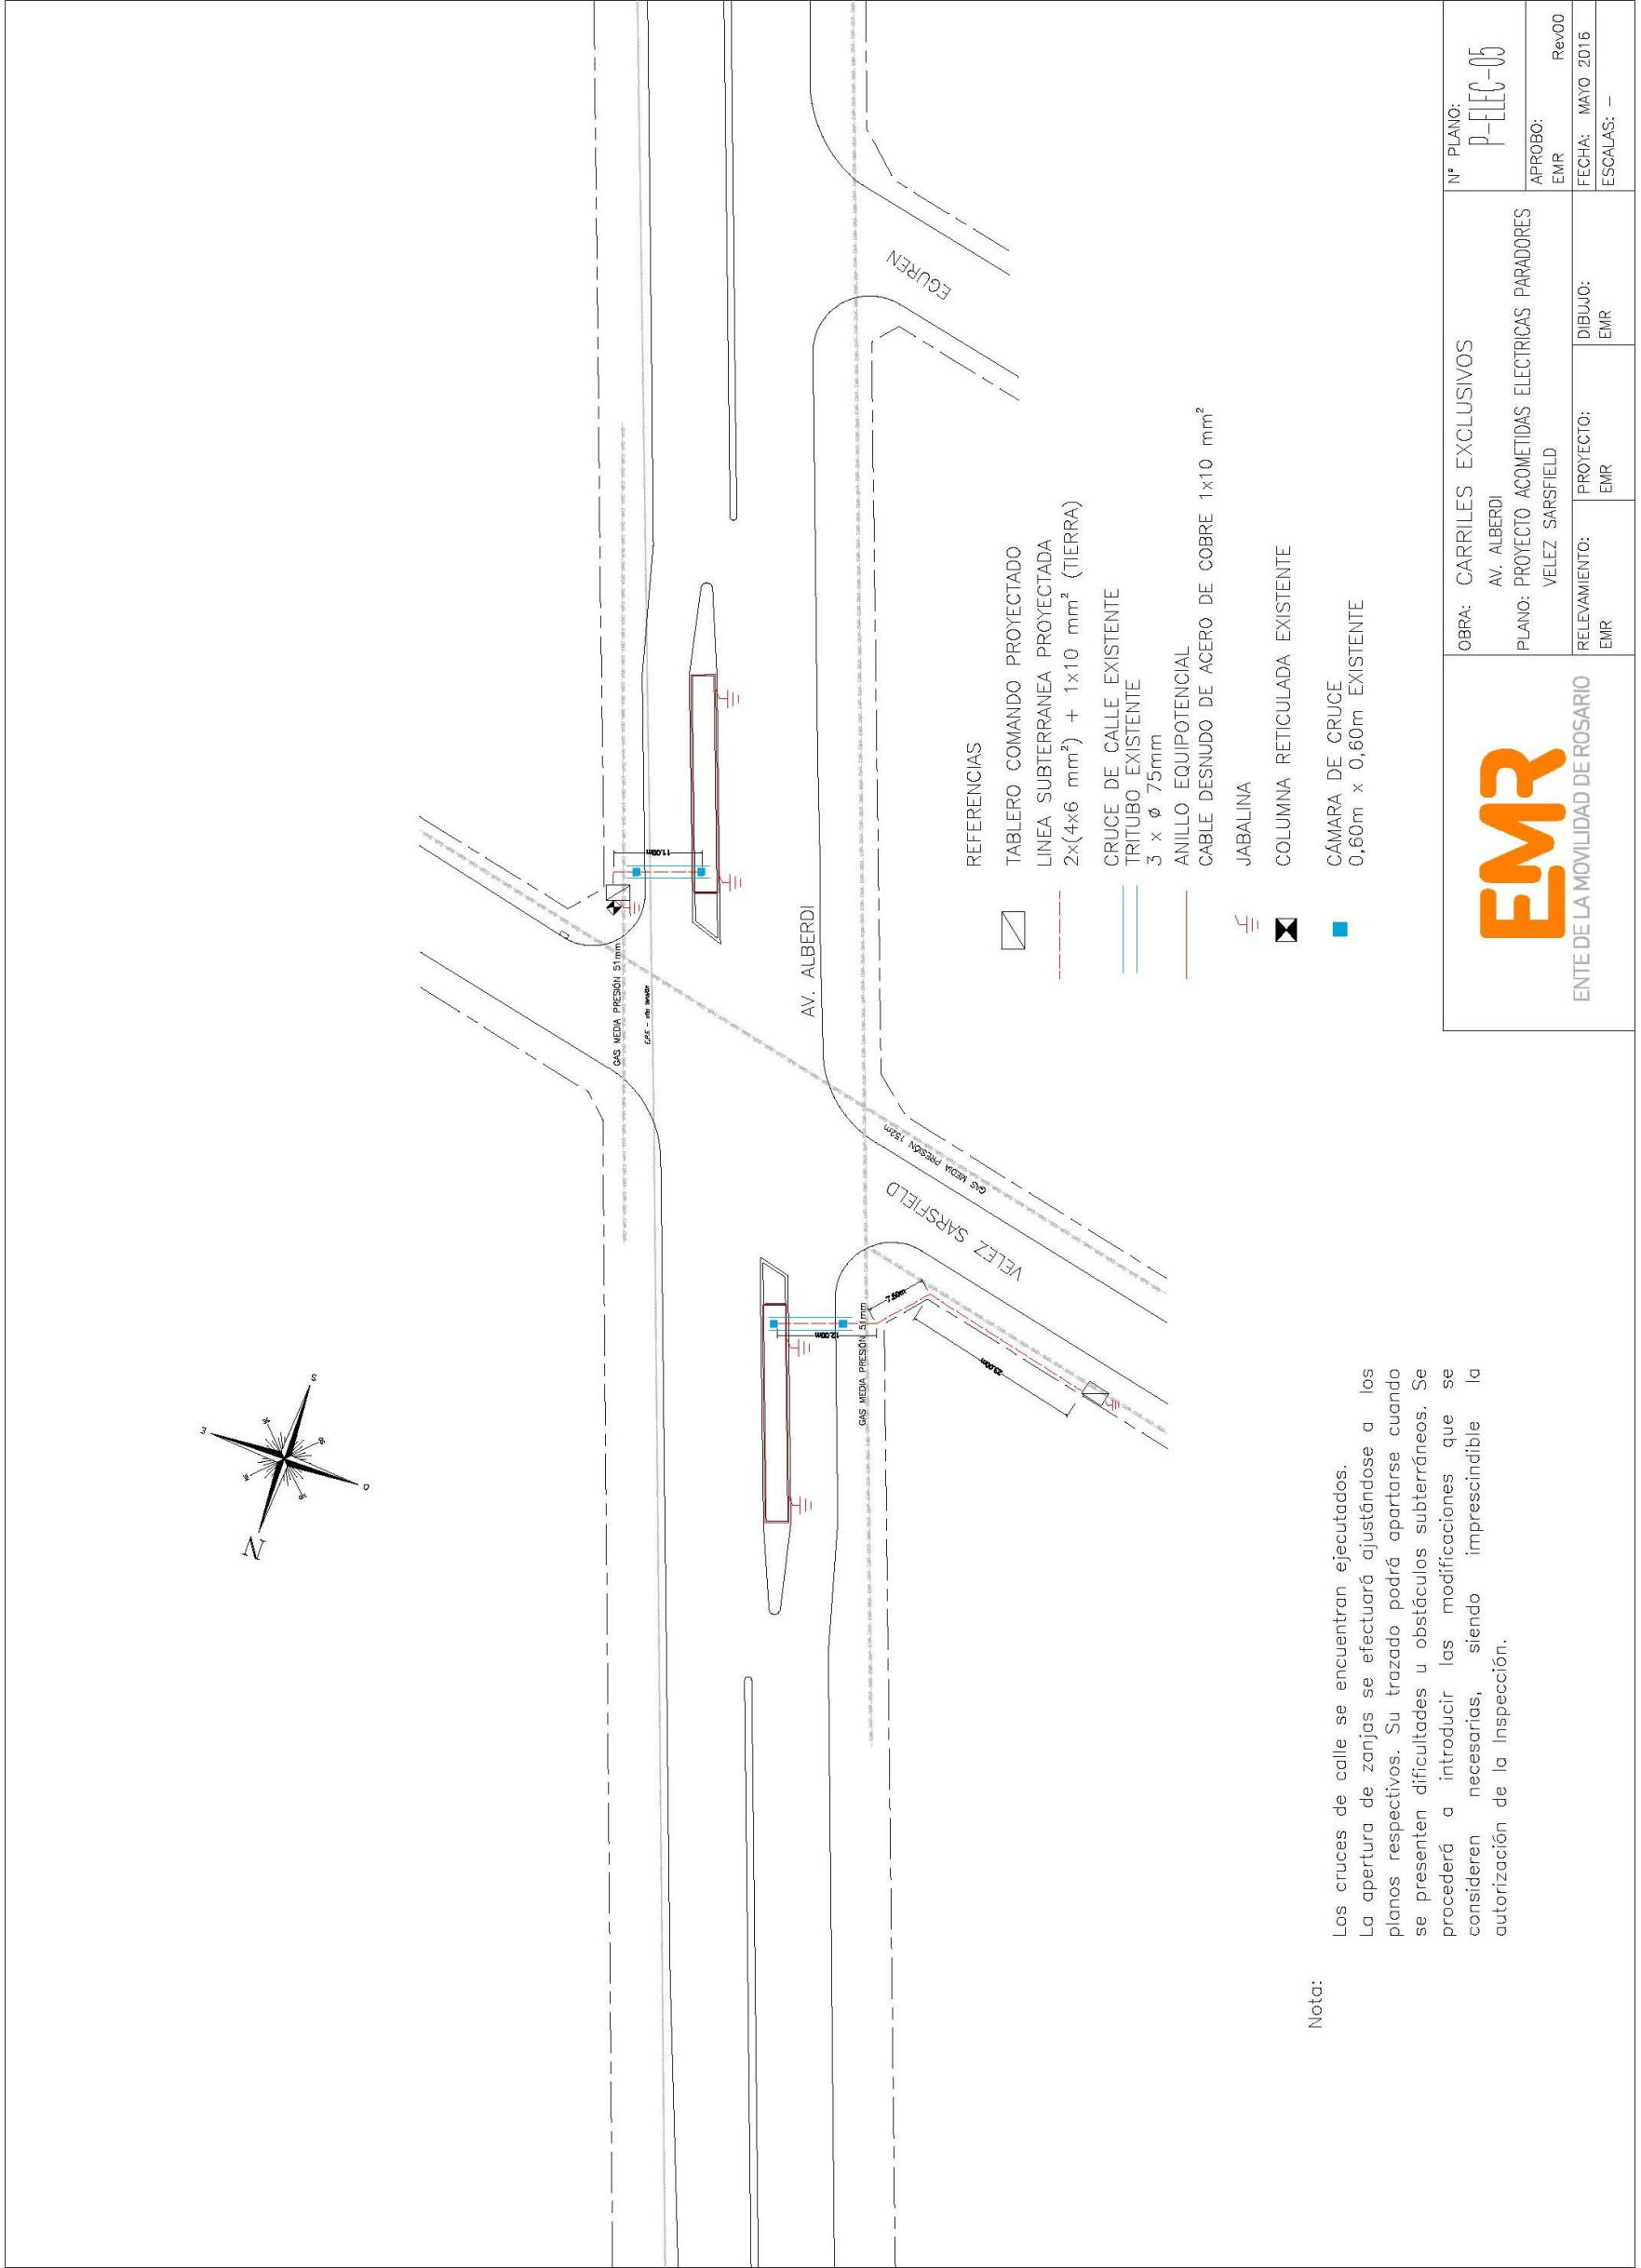 N
S
E
O
GAS MEDIA PRESIÓN 51mm
11.00m
AV. ALBERDI
EGUREN
GAS MEDIA PRESIÓN 152m
VELEZ SARSFIELD
12.00m
GAS MEDIA PRESIÓN 51mm
23.00m
REFERENCIAS
TABLERO COMANDO PROYECTADO
LINEA SUBTERRANEA PROYECTADA
2x(4x6 mm²) + 1x10 mm² (TIERRA)
CRUCE DE CALLE EXISTENTE
TRITUBO EXISTENTE
3 x ø 75mm
ANILLO EQUIPOTENCIAL
CABLE DESNUDO DE ACERO DE COBRE 1x10 mm²
JABALINA
COLUMNA RETICULADA EXISTENTE
CÁMARA DE CRUCE
0,60m x 0,60m EXISTENTE
Nota:
Los cruces de calle se encuentran ejecutados.
La apertura de zanjas se efectuará ajustándose a los
planos respectivos. Su trazado podrá apartarse cuando
se presenten dificultades u obstáculos subterráneos. Se
procederá a introducir las modificaciones que se
consideren necesarias, siendo imprescindible la
autorización de la Inspección.
EMR
ENTE DE LA MOVILIDAD DE ROSARIO
OBRA: CARRILES EXCLUSIVOS
AV. ALBERDI
PLANO: PROYECTO ACOMETIDAS ELECTRICAS PARADORES
VELEZ SARSFIELD
RELEVAMIENTO:
EMR
PROYECTO:
EMR
DIBUJO:
EMR
N° PLANO:
P-ELEC-05
APROBO:
EMR Rev00
FECHA: MAYO 2016
ESCALAS: –